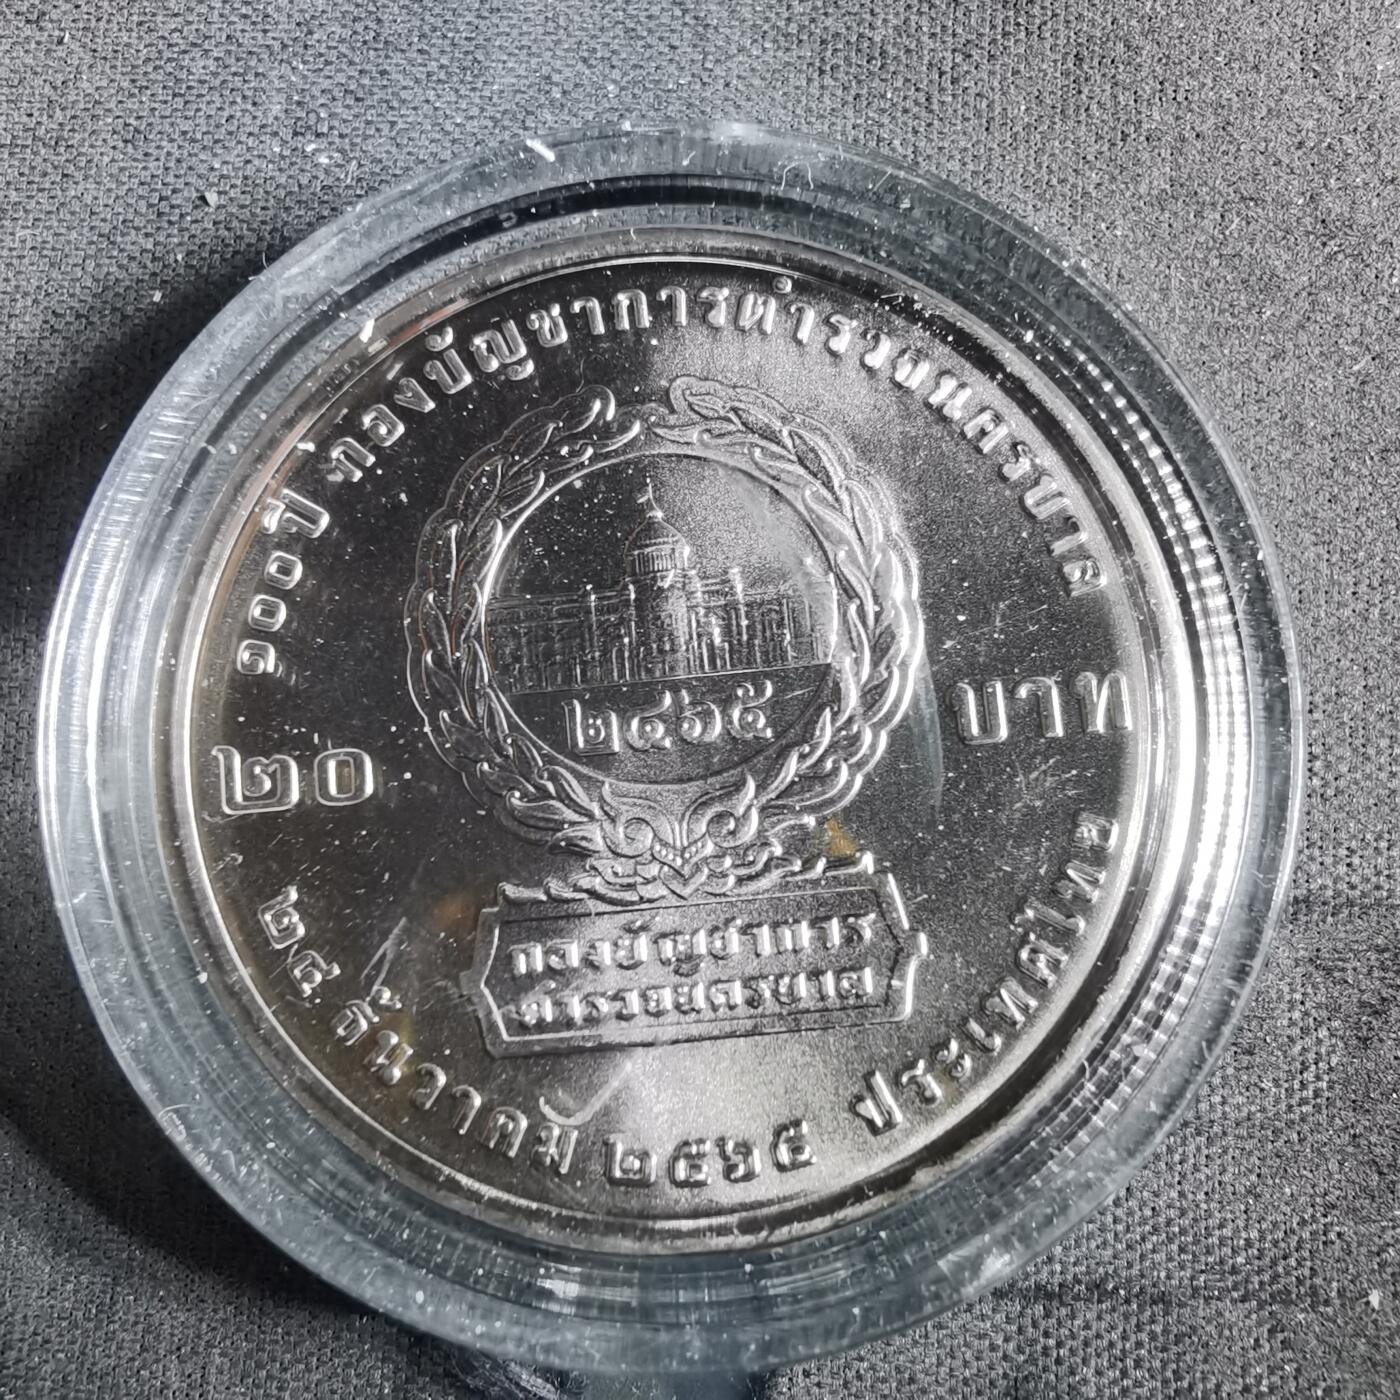 ๑๐๐ปี กองบัญชาการตำรวจนครบาล
๒๔๖๕
๒๐ บาท
กองบัญชาการ
ตำรวจนครบาล
๒๔ ธันวาคม ๒๕๖๕ ประเทศไทย